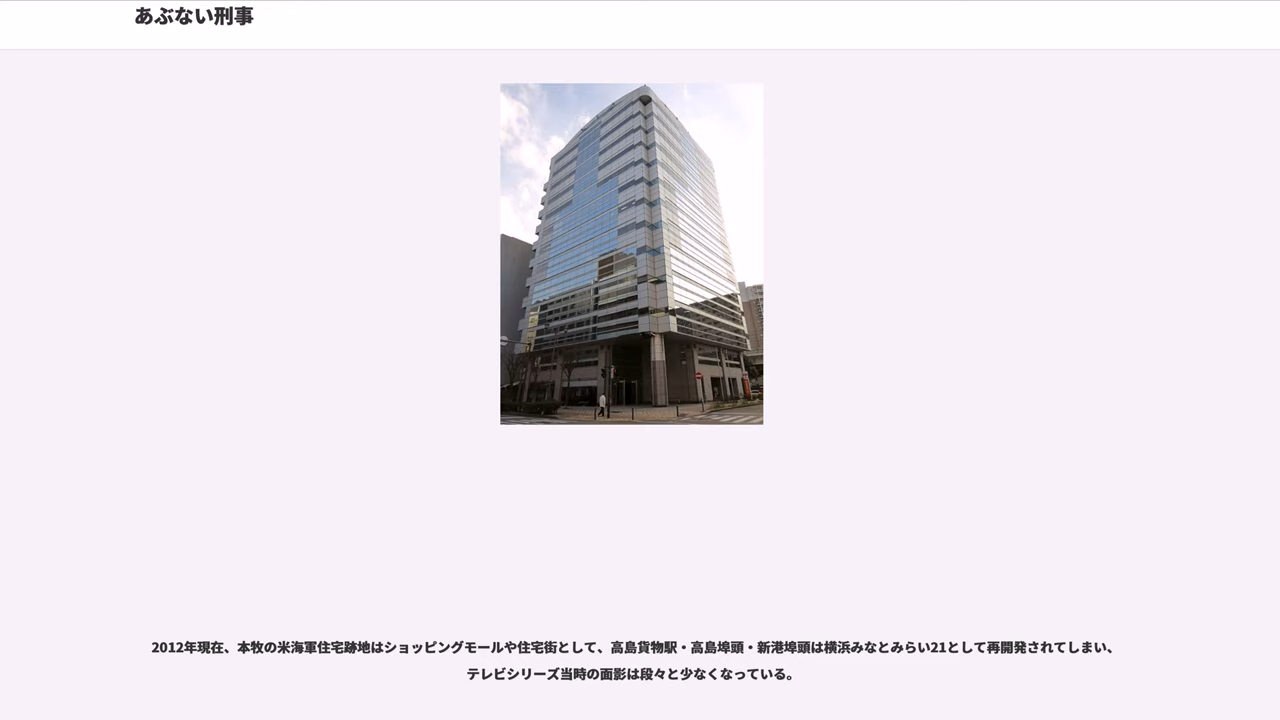 あぶない刑事
2012年現在、本牧の米海軍住宅跡地はショッピングモールや住宅街として、高島貨物駅・高島埠頭・新港埠頭は横浜みなとみらい21として再開発されてしまい、
テレビシリーズ当時の面影は段々と少なくなっている。